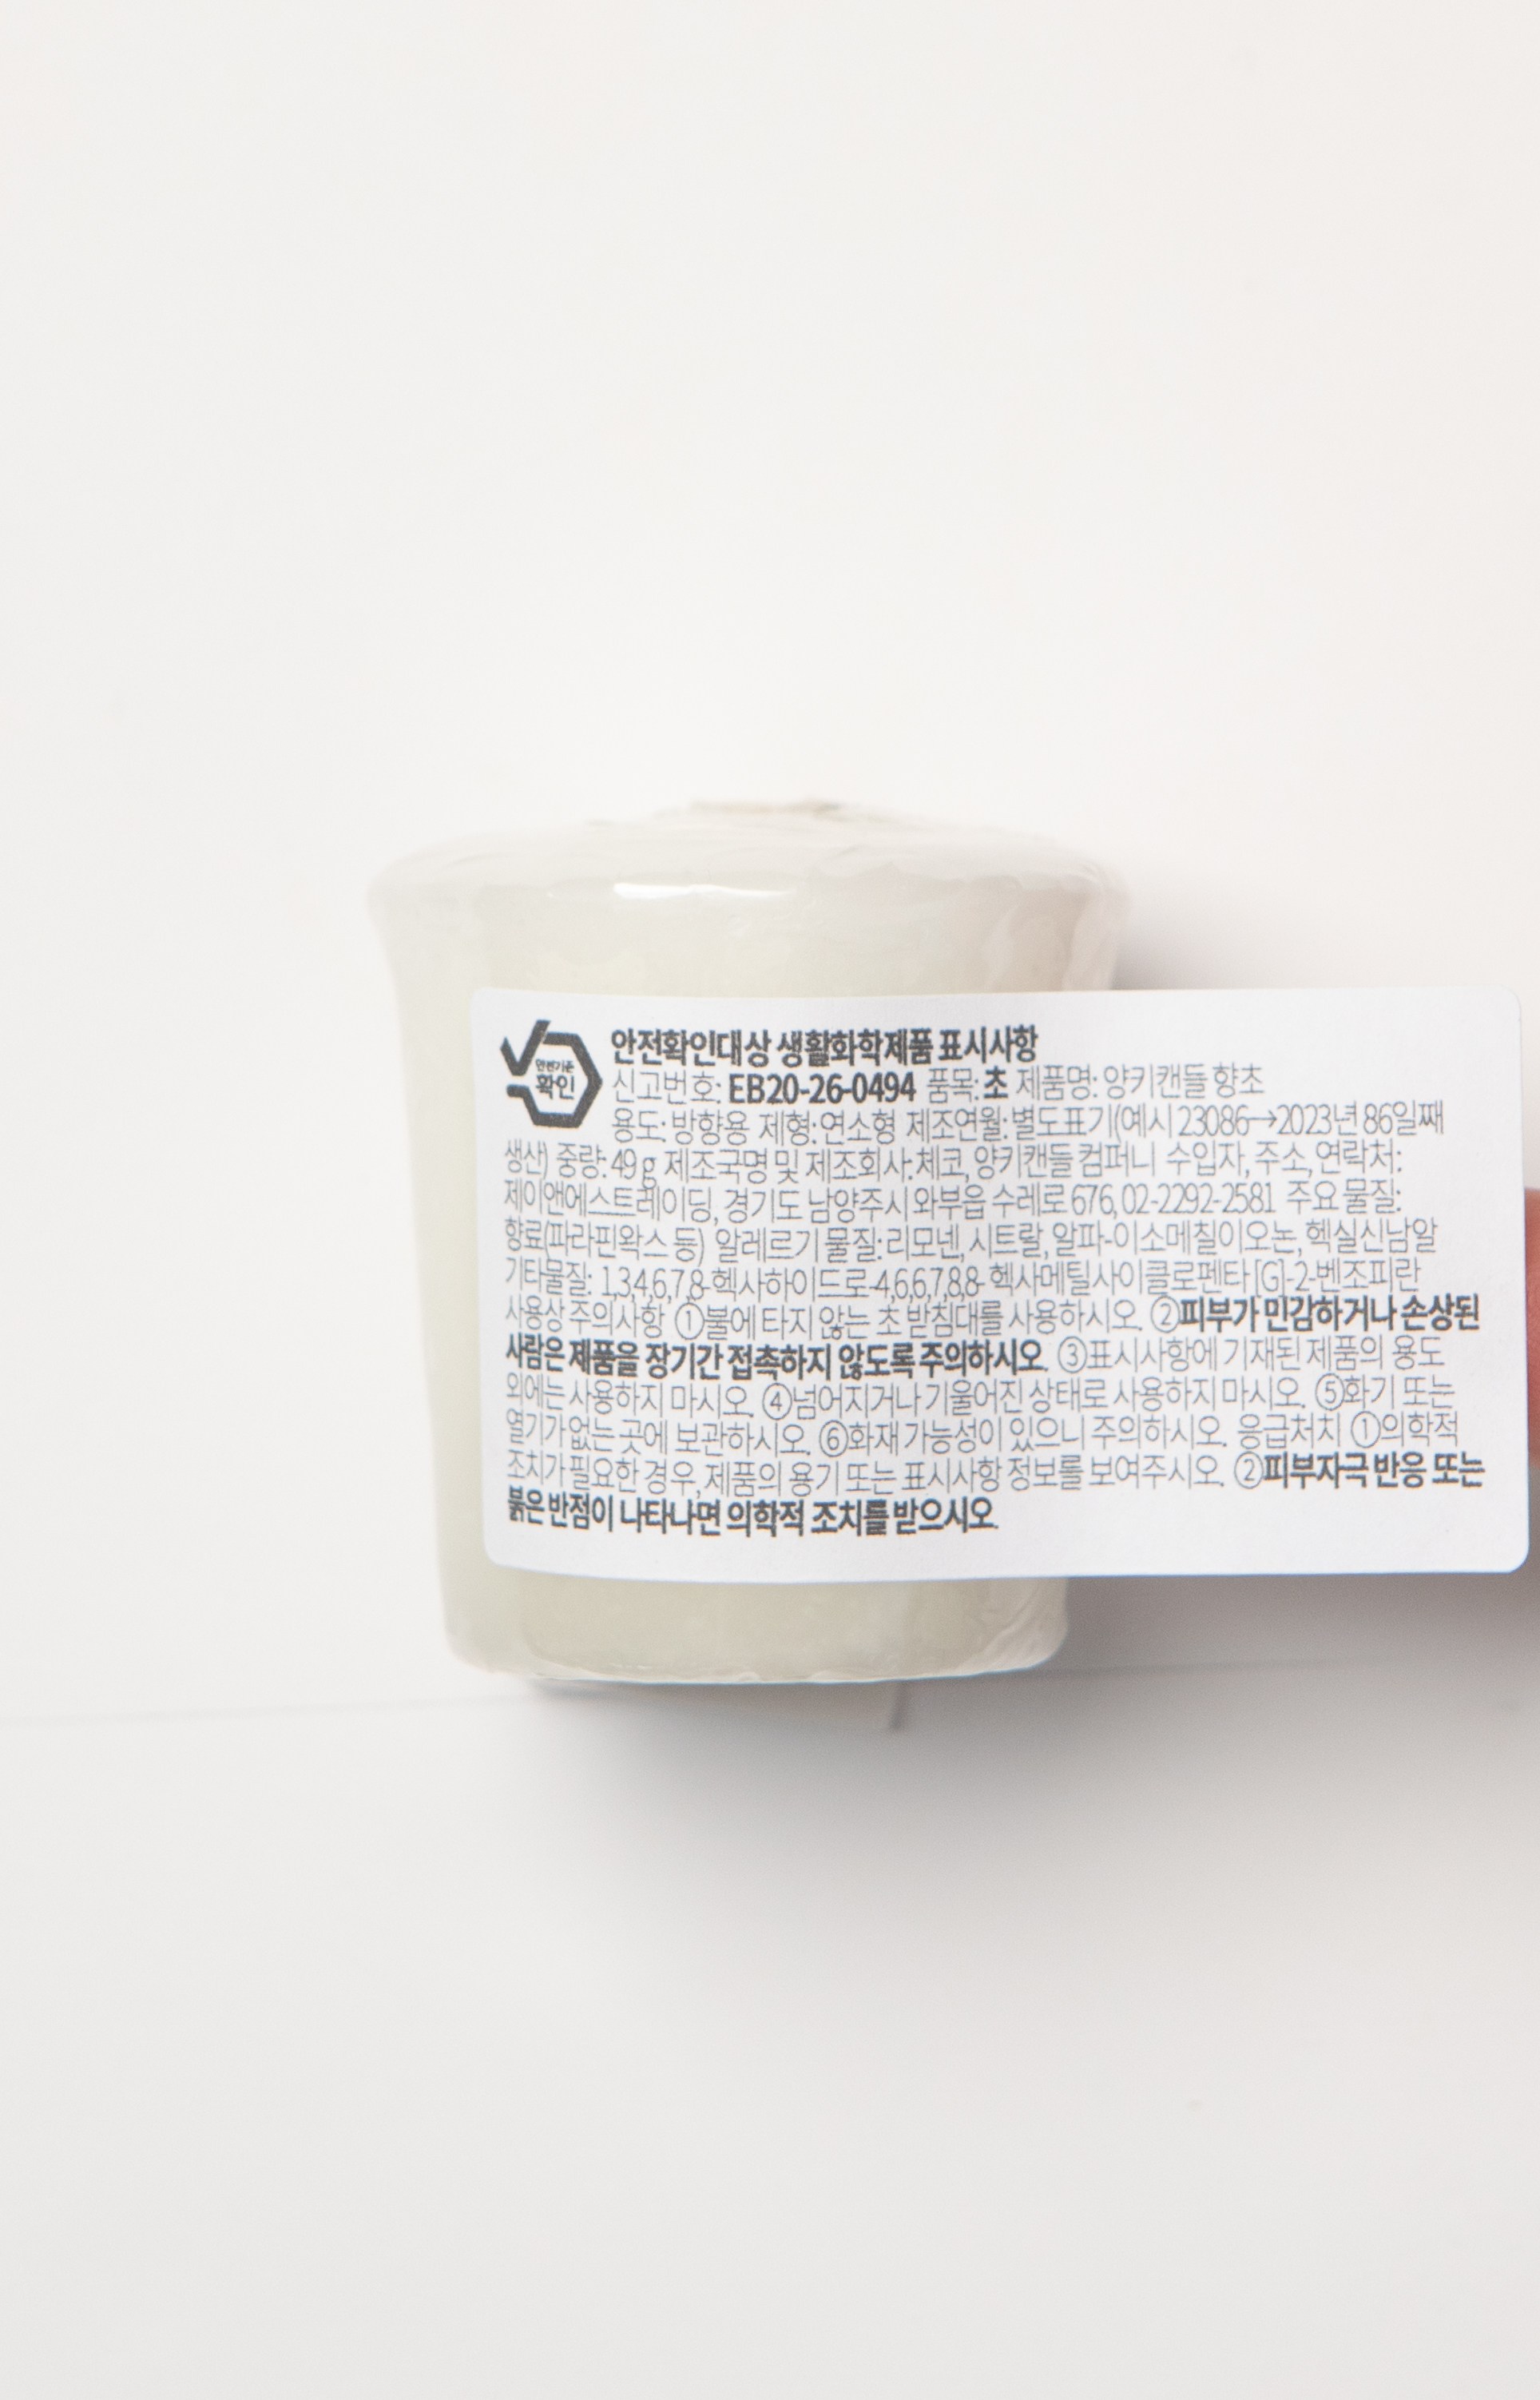 안전기준
확인
안전확인대상 생활화학제품 표시사항
신고번호: EB20-26-0494 품목: 초 제품명: 양키캔들 향초
용도: 방향용 제형: 연소형 제조연월: 별도표기(예시 23086→2023년 86일째
생산) 중량: 49 g 제조국명 및 제조회사: 체코, 양키캔들 컴퍼니 수입자, 주소, 연락처:
제이앤에스트레이딩, 경기도 남양주시 와부읍 수레로 676, 02-2292-2581 주요 물질:
향료(파라핀왁스 등) 알레르기 물질: 리모넨, 시트랄, 알파-이소메칠이오논, 헥실신남알
기타물질: 1,3,4,6,7,8-헥사하이드로-4,6,6,7,8,8- 헥사메틸사이클로펜타 [G]-2-벤조피란
사용상 주의사항 ①불에 타지 않는 초 받침대를 사용하시오. ②피부가 민감하거나 손상된
사람은 제품을 장기간 접촉하지 않도록 주의하시오. ③표시사항에 기재된 제품의 용도
외에는 사용하지 마시오. ④넘어지거나 기울어진 상태로 사용하지 마시오. ⑤화기 또는
열기가 없는 곳에 보관하시오. ⑥화재 가능성이 있으니 주의하시오. 응급처치 ①의학적
조치가 필요한 경우, 제품의 용기 또는 표시사항 정보를 보여주시오. ②피부자극 반응 또는
붉은 반점이 나타나면 의학적 조치를 받으시오.